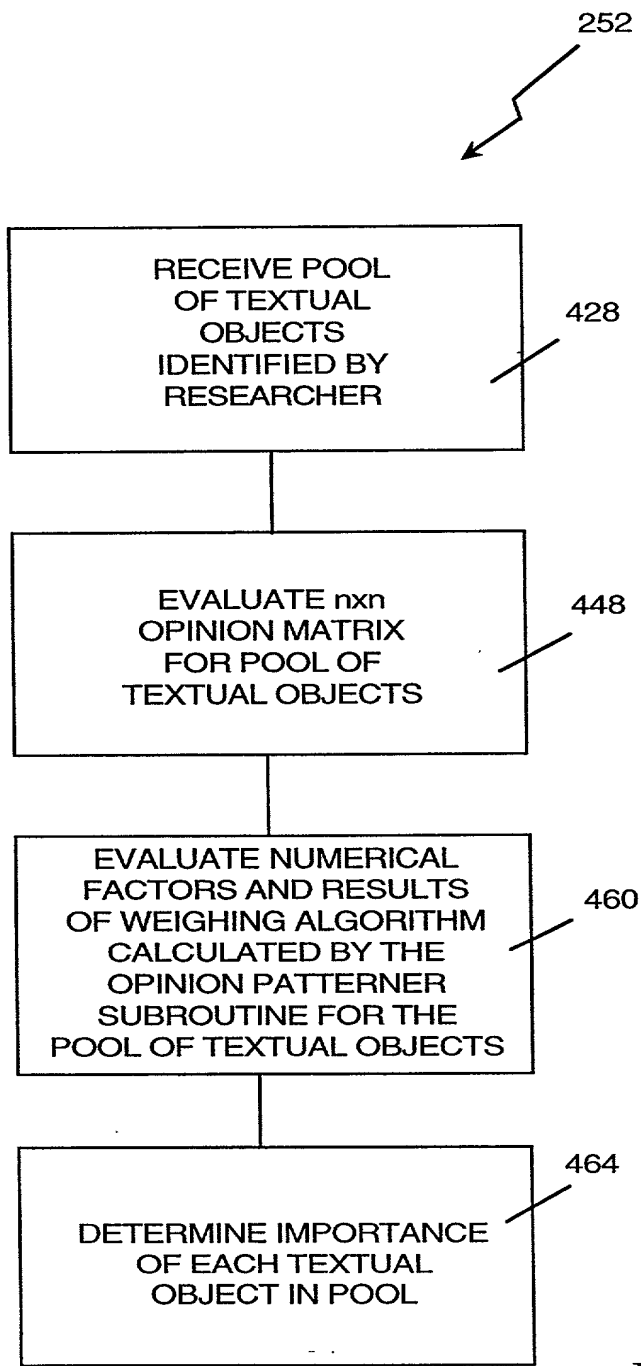 252
RECEIVE POOL
OF TEXTUAL
OBJECTS
IDENTIFIED BY
RESEARCHER
428
EVALUATE nxn
OPINION MATRIX
FOR POOL OF
TEXTUAL OBJECTS
448
EVALUATE NUMERICAL
FACTORS AND RESULTS
OF WEIGHING ALGORITHM
CALCULATED BY THE
OPINION PATTERNER
SUBROUTINE FOR THE
POOL OF TEXTUAL OBJECTS
460
DETERMINE IMPORTANCE
OF EACH TEXTUAL
OBJECT IN POOL
464